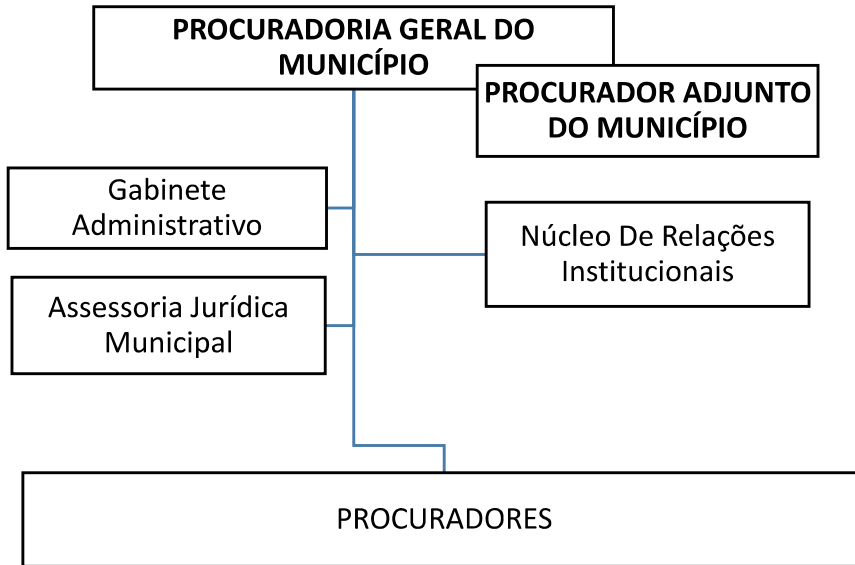 PROCURADORIA GERAL DO
MUNICÍPIO
PROCURADOR ADJUNTO
DO MUNICÍPIO
Gabinete
Administrativo
Núcleo De Relações
Institucionais
Assessoria Jurídica
Municipal
PROCURADORES